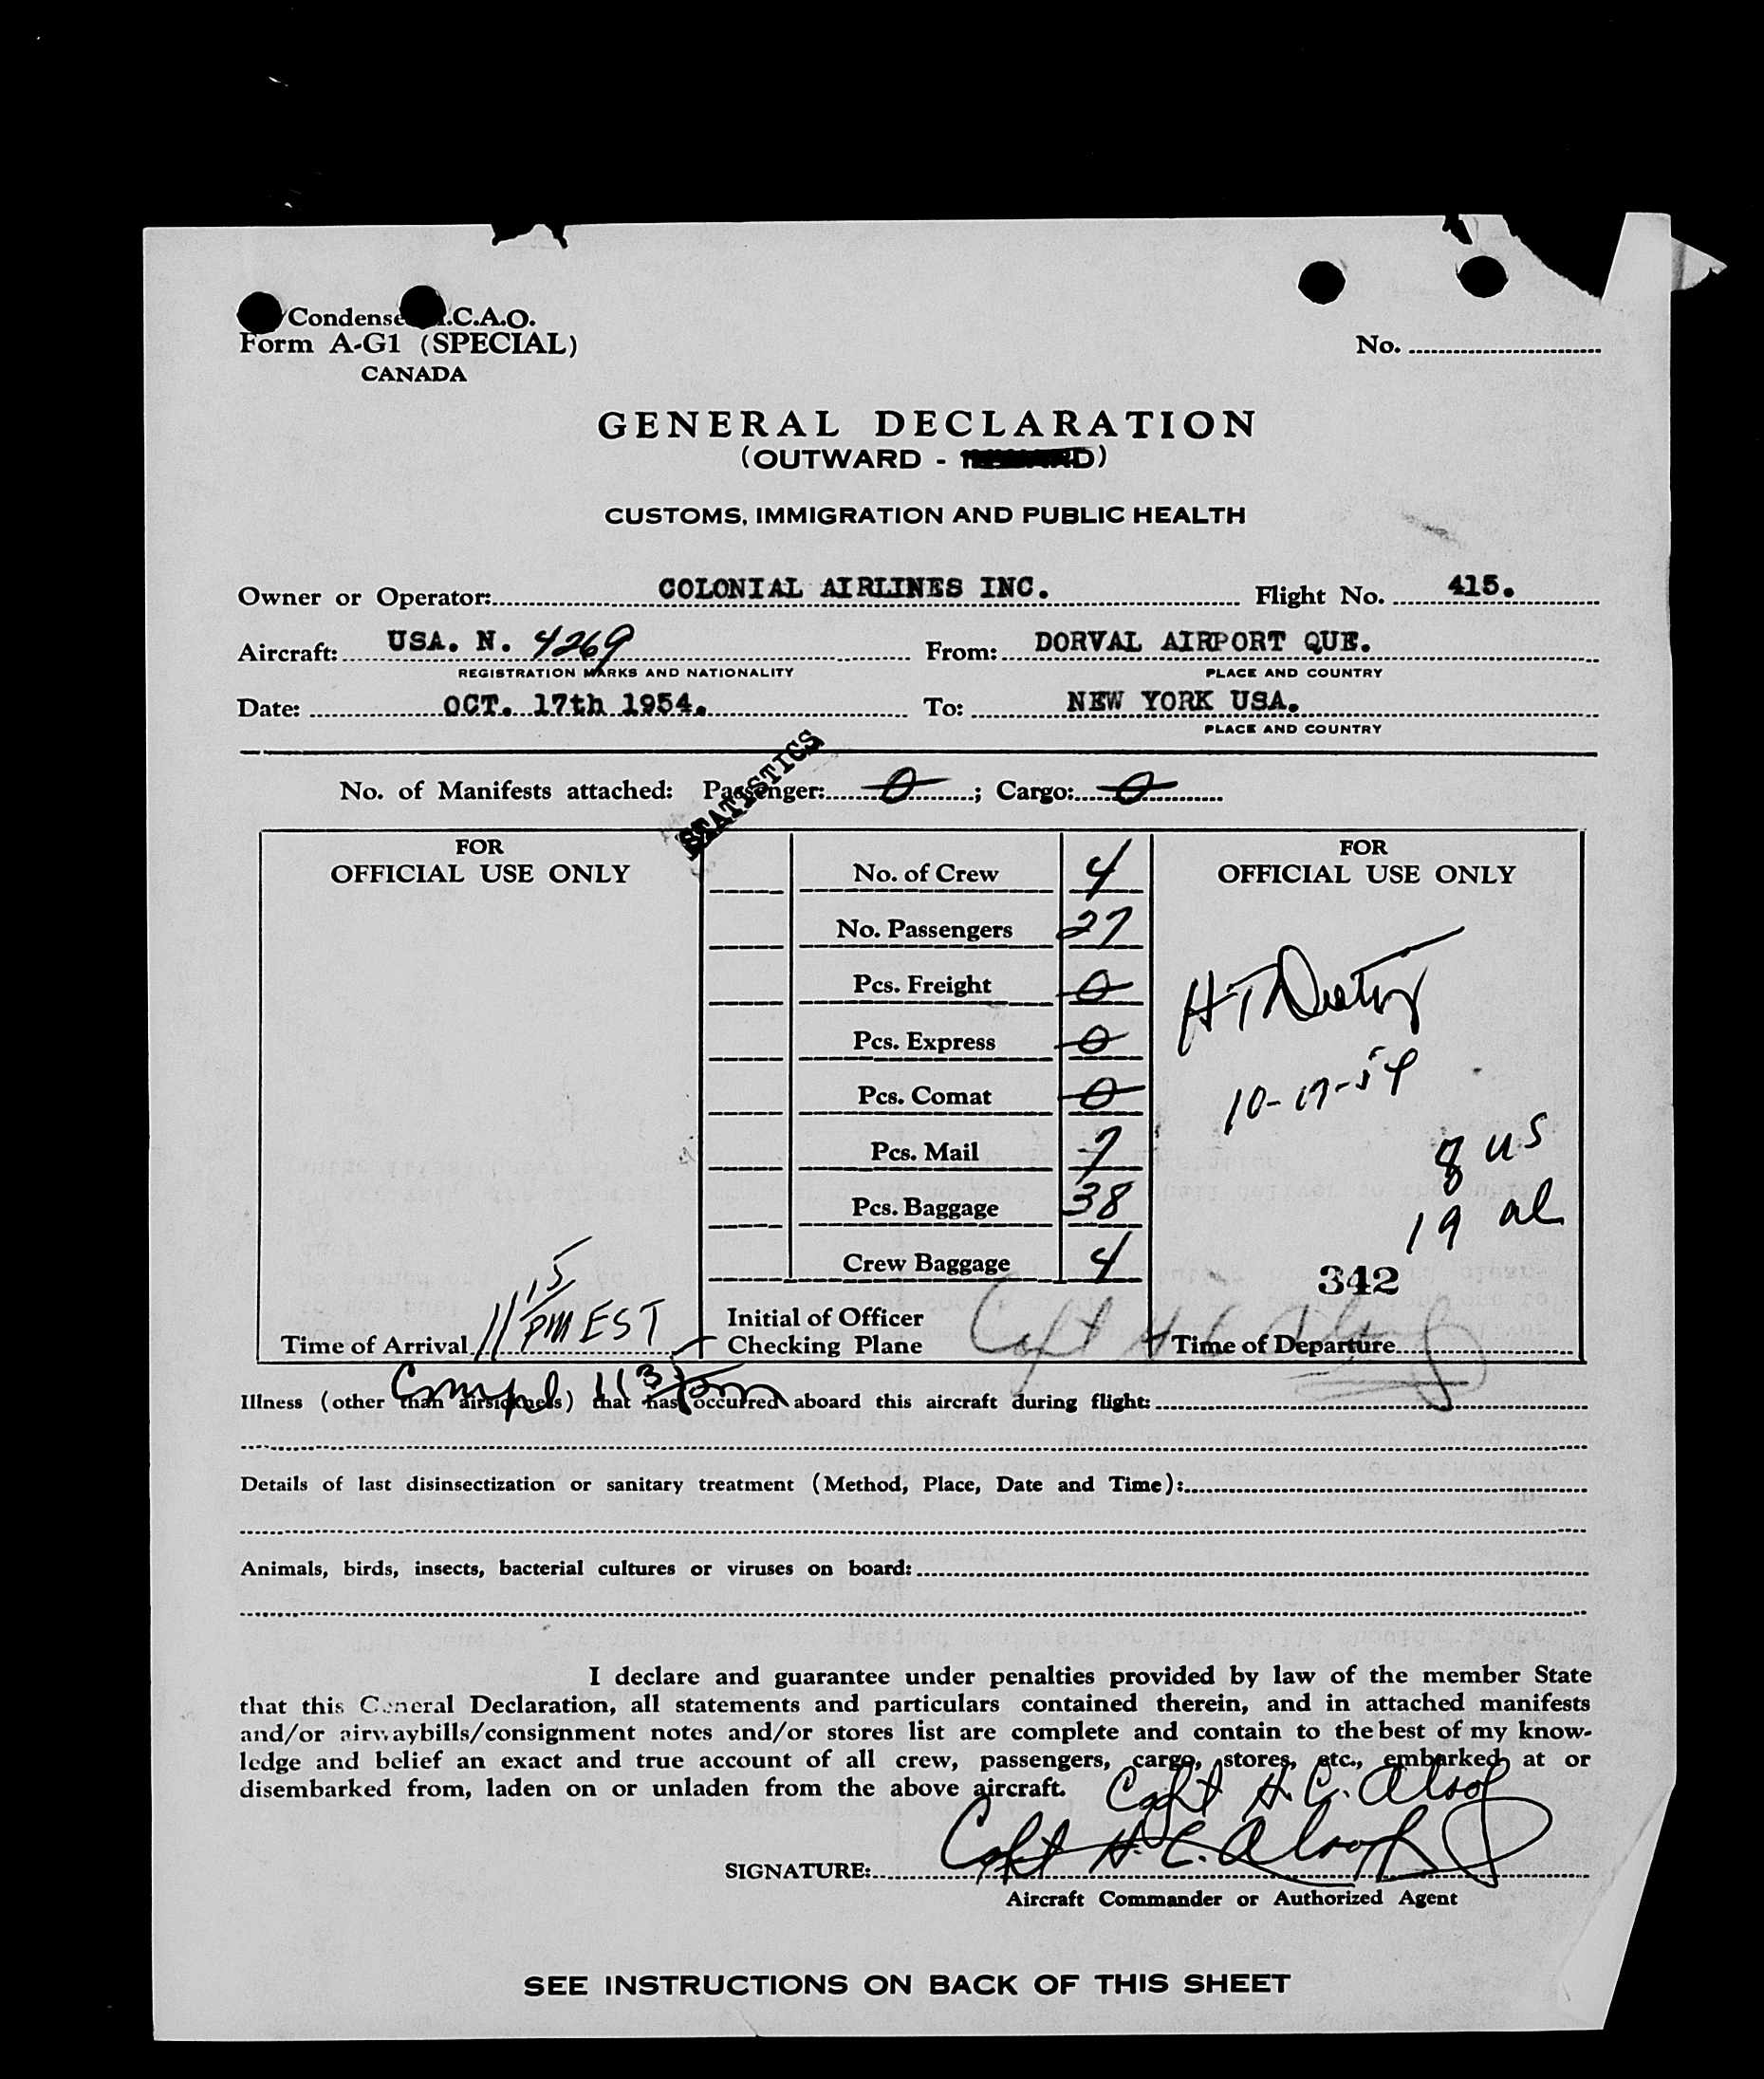 Condense .C.A.O.
Form A-G1 (SPECIAL)
CANADA
No.
GENERAL DECLARATION
(OUTWARD - D)
CUSTOMS, IMMIGRATION AND PUBLIC HEALTH
Owner or Operator: COLONIAL AIRLINES INC. Flight No. 415.
Aircraft: USA. N. 4269 From: DORVAL AIRPORT QUE.
REGISTRATION MARKS AND NATIONALITY PLACE AND COUNTRY
Date: OCT. 17th 1954. To: NEW YORK USA.
PLACE AND COUNTRY
STATISTICS
No. of Manifests attached: Passenger: 0 ; Cargo: 0
FOR
OFFICIAL USE ONLY
No. of Crew 4
No. Passengers 27
Pcs. Freight 0
Pcs. Express 0
Pcs. Comat 0
Pcs. Mail 7
Pcs. Baggage 38
Crew Baggage 4
FOR
OFFICIAL USE ONLY
H T
10-17-54
8 US
19 al
342
Time of Arrival 11 15 PM EST
Initial of Officer
Checking Plane
Capt H C Alsop
Time of Departure
11 3
Illness (other than airsickness) that has occurred aboard this aircraft during flight:
Details of last disinsectization or sanitary treatment (Method, Place, Date and Time):
Animals, birds, insects, bacterial cultures or viruses on board:
I declare and guarantee under penalties provided by law of the member State
that this General Declaration, all statements and particulars contained therein, and in attached manifests
and/or airwaybills/consignment notes and/or stores list are complete and contain to the best of my know-
ledge and belief an exact and true account of all crew, passengers, cargo, stores, etc., embarked at or
disembarked from, laden on or unladen from the above aircraft.
Capt H. C. Alsop
SIGNATURE: Capt H. C. Alsop
Aircraft Commander or Authorized Agent
SEE INSTRUCTIONS ON BACK OF THIS SHEET